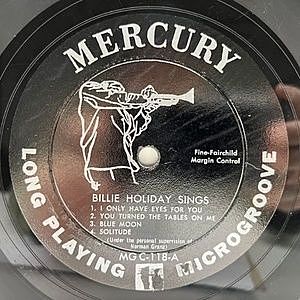 MERCURY
Fine-Fairchild
Margin Control
BILLIE HOLIDAY SINGS
1. I ONLY HAVE EYES FOR YOU
2. YOU TURNED THE TABLES ON ME
3. BLUE MOON
4. SOLITUDE
(Under the personal supervision of
Norman Granz)
MG C-118-A
LONG PLAYING MICROGROOVE